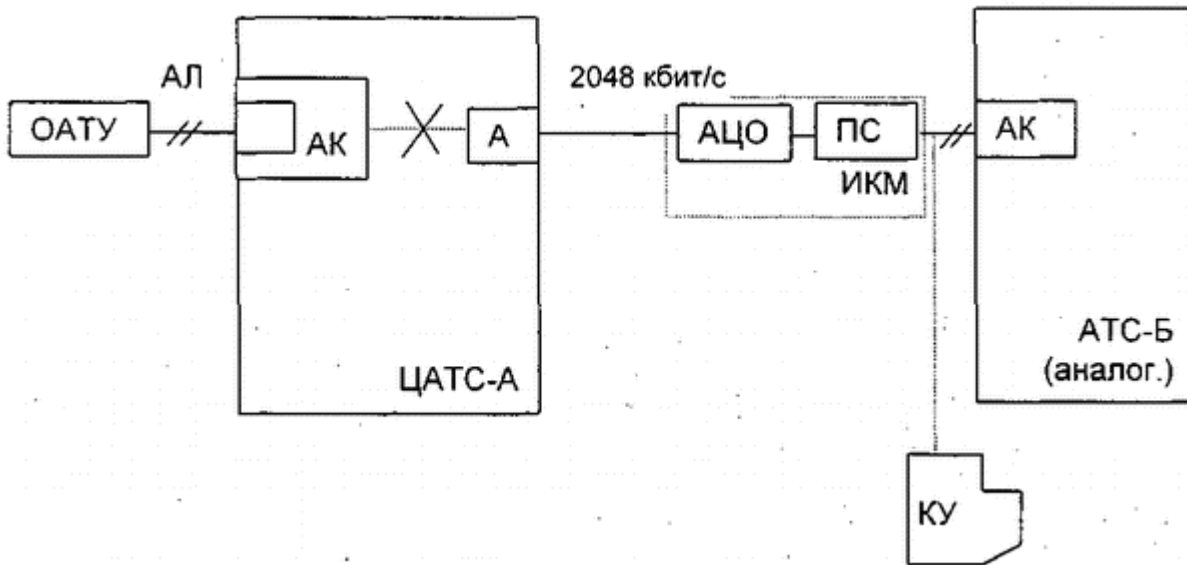 АЛ
2048 кбит/с
ОАТУ
АК
А
АЦО
ПС
АК
ИКМ
АТС-Б
(аналог.)
ЦАТС-А
КУ